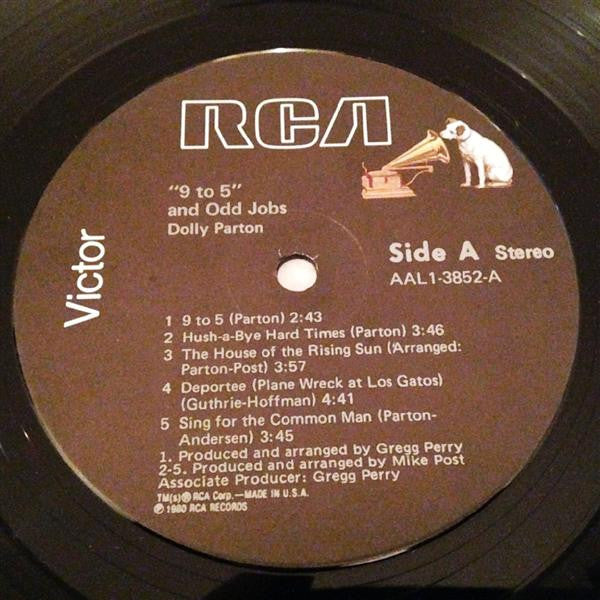 RCA
"9 to 5"
and Odd Jobs
Dolly Parton
Victor
Side A Stereo
AAL1-3852-A
1 9 to 5 (Parton) 2:43
2 Hush-a-Bye Hard Times (Parton) 3:46
3 The House of the Rising Sun (Arranged:
Parton-Post) 3:57
4 Deportee (Plane Wreck at Los Gatos)
(Guthrie-Hoffman) 4:41
5 Sing for the Common Man (Parton-
Andersen) 3:45
1. Produced and arranged by Gregg Perry
2-5. Produced and arranged by Mike Post
Associate Producer: Gregg Perry
TM(s)® RCA Corp.—MADE IN U.S.A.
℗ 1980 RCA RECORDS